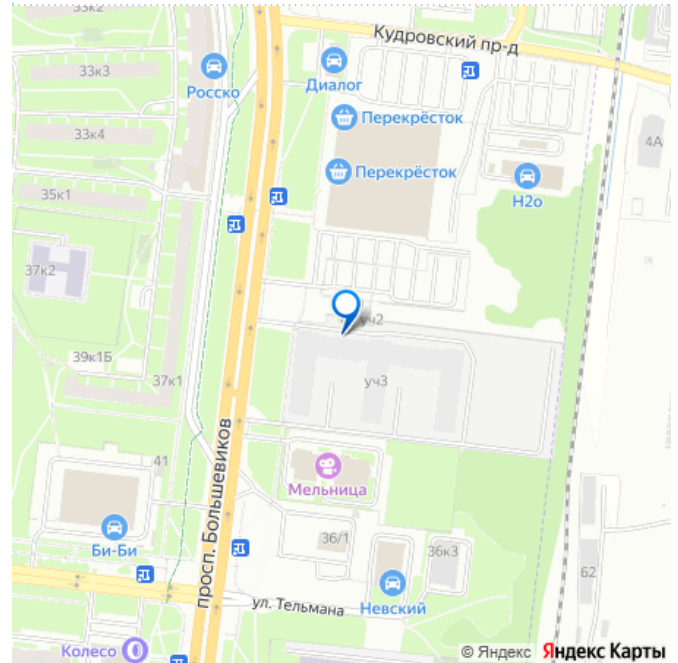 33к2
Кудровский пр-д
33к3
Росско
Диалог
Перекрёсток
33к4
4А
Перекрёсток
35к1
Н2о
37к2
уч2
39к1Б
37к1
уч3
просп. Большевиков
41
Мельница
Би-Би
36/1
36к3
62
ул. Тельмана
Невский
Колесо
© Яндекс Яндекс Карты